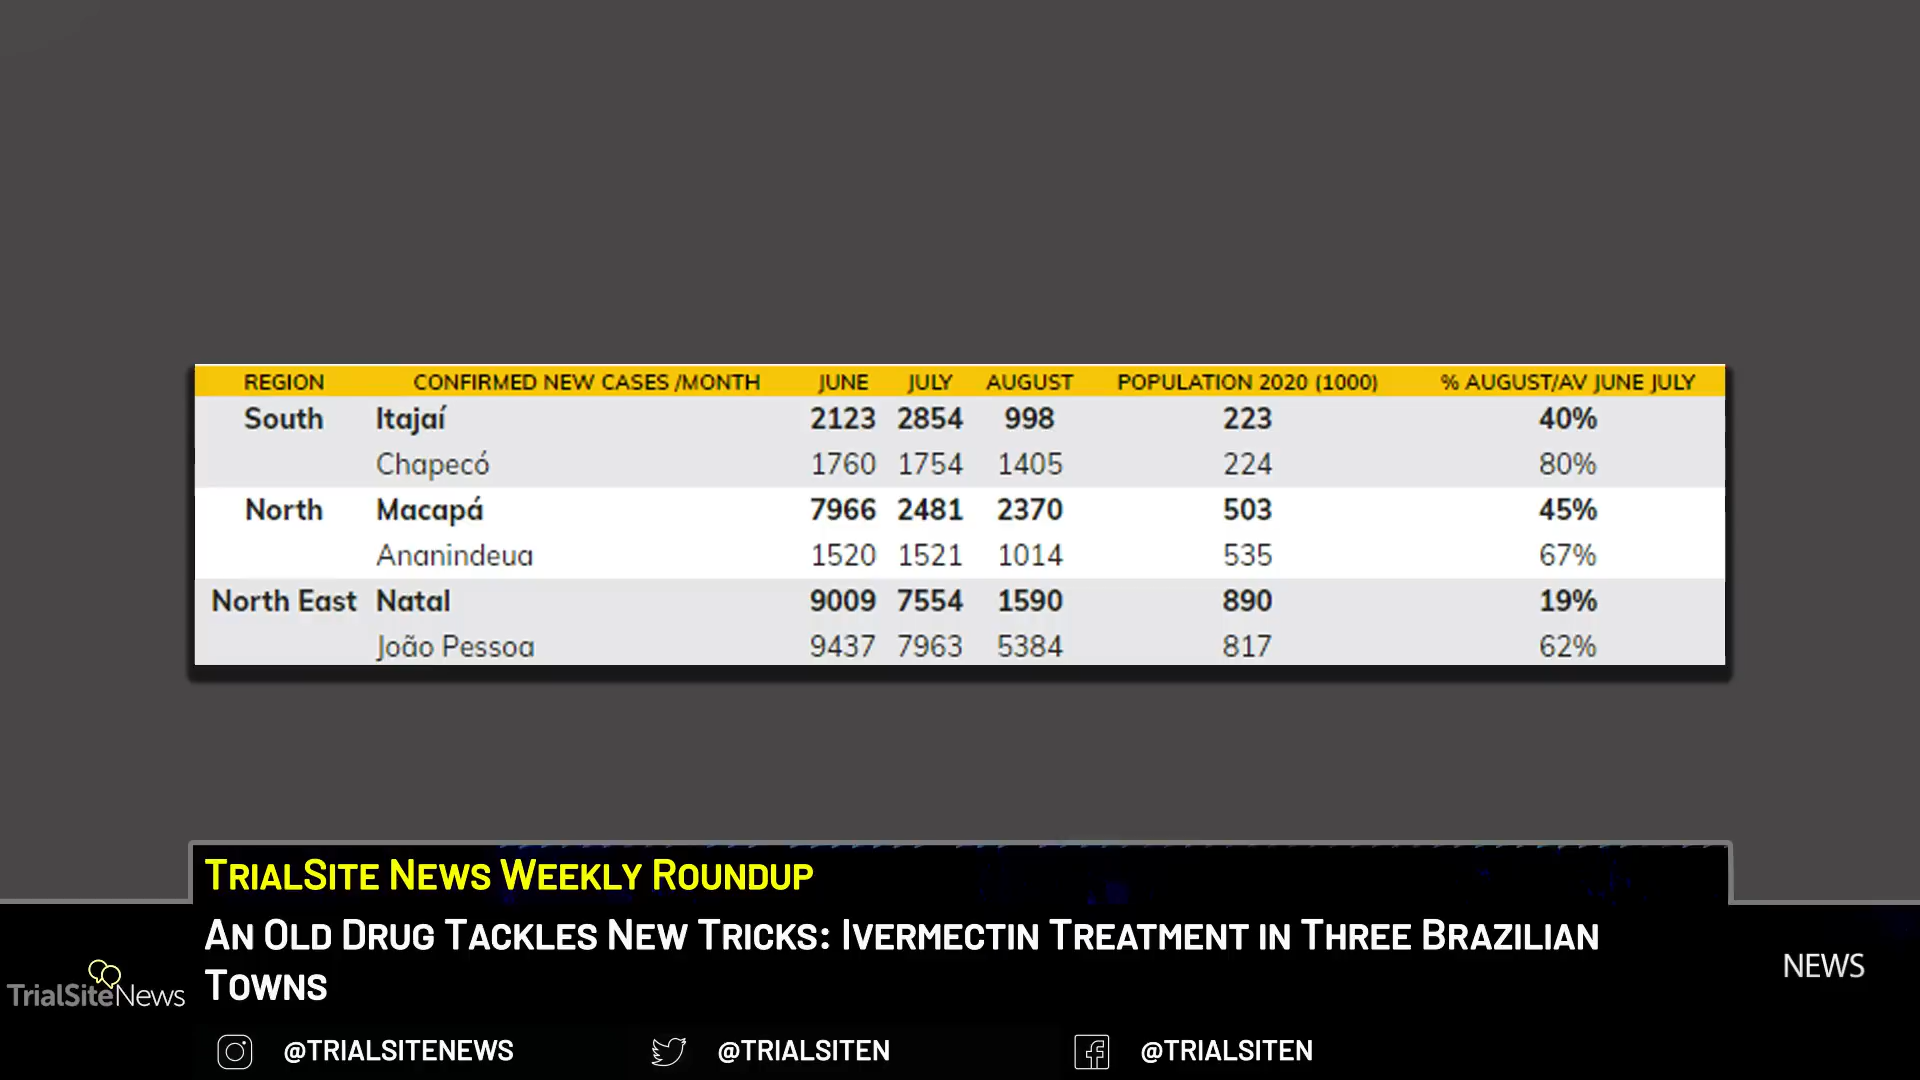 REGION CONFIRMED NEW CASES /MONTH JUNE JULY AUGUST POPULATION 2020 (1000) % AUGUST/AV JUNE JULY
South Itajaí 2123 2854 998 223 40%
Chapecó 1760 1754 1405 224 80%
North Macapá 7966 2481 2370 503 45%
Ananindeua 1520 1521 1014 535 67%
North East Natal 9009 7554 1590 890 19%
João Pessoa 9437 7963 5384 817 62%
TrialSite News Weekly Roundup
An Old Drug Tackles New Tricks: Ivermectin Treatment in Three Brazilian
Towns
TrialSiteNews
NEWS
@TRIALSITENEWS @TRIALSITEN @TRIALSITEN